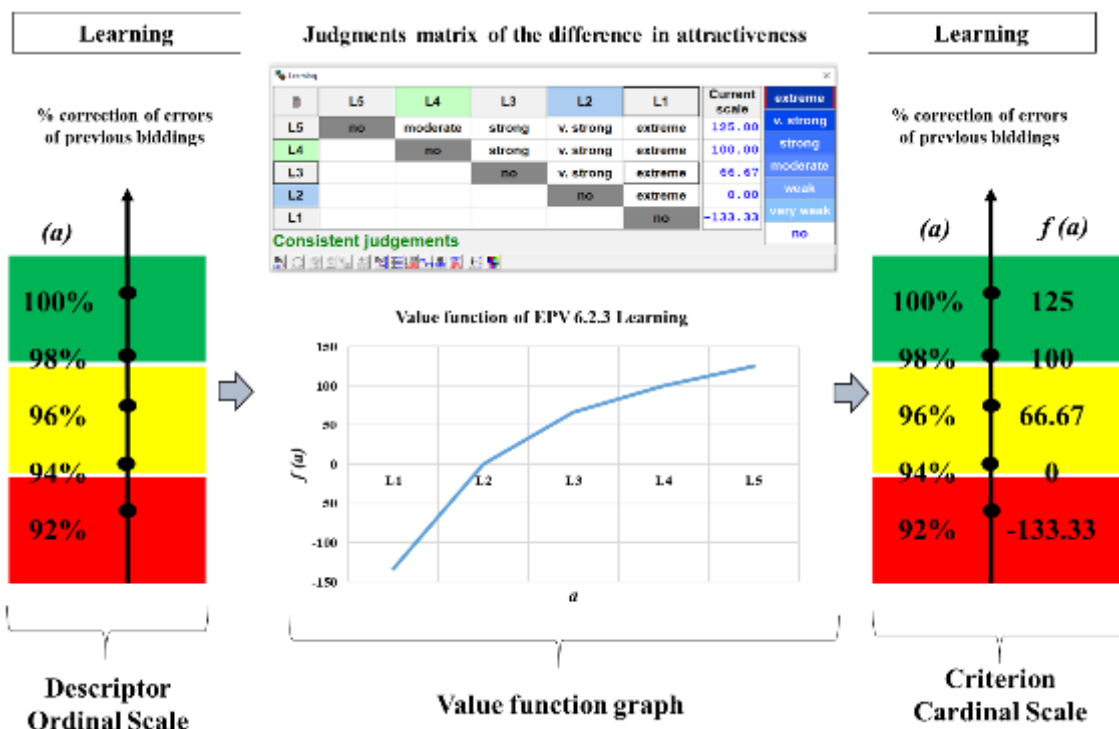 Learning
% correction of errors
of previous biddings
(a)
100%
98%
96%
94%
92%
Descriptor
Ordinal Scale
Judgments matrix of the difference in attractiveness
Learning
L5 L4 L3 L2 L1 Current scale
L5 no moderate strong v. strong extreme 125.00
L4 no strong v. strong extreme 100.00
L3 no v. strong extreme 66.67
L2 no extreme 0.00
L1 no -133.33
Consistent judgements
extreme
v. strong
strong
moderate
weak
very weak
no
Value function of EPV 6.2.3 Learning
150
100
50
0
-50
-100
-150
f(a)
L1 L2 L3 L4 L5
a
Value function graph
Learning
% correction of errors
of previous biddings
(a) f(a)
100% 125
98% 100
96% 66.67
94% 0
92% -133.33
Criterion
Cardinal Scale